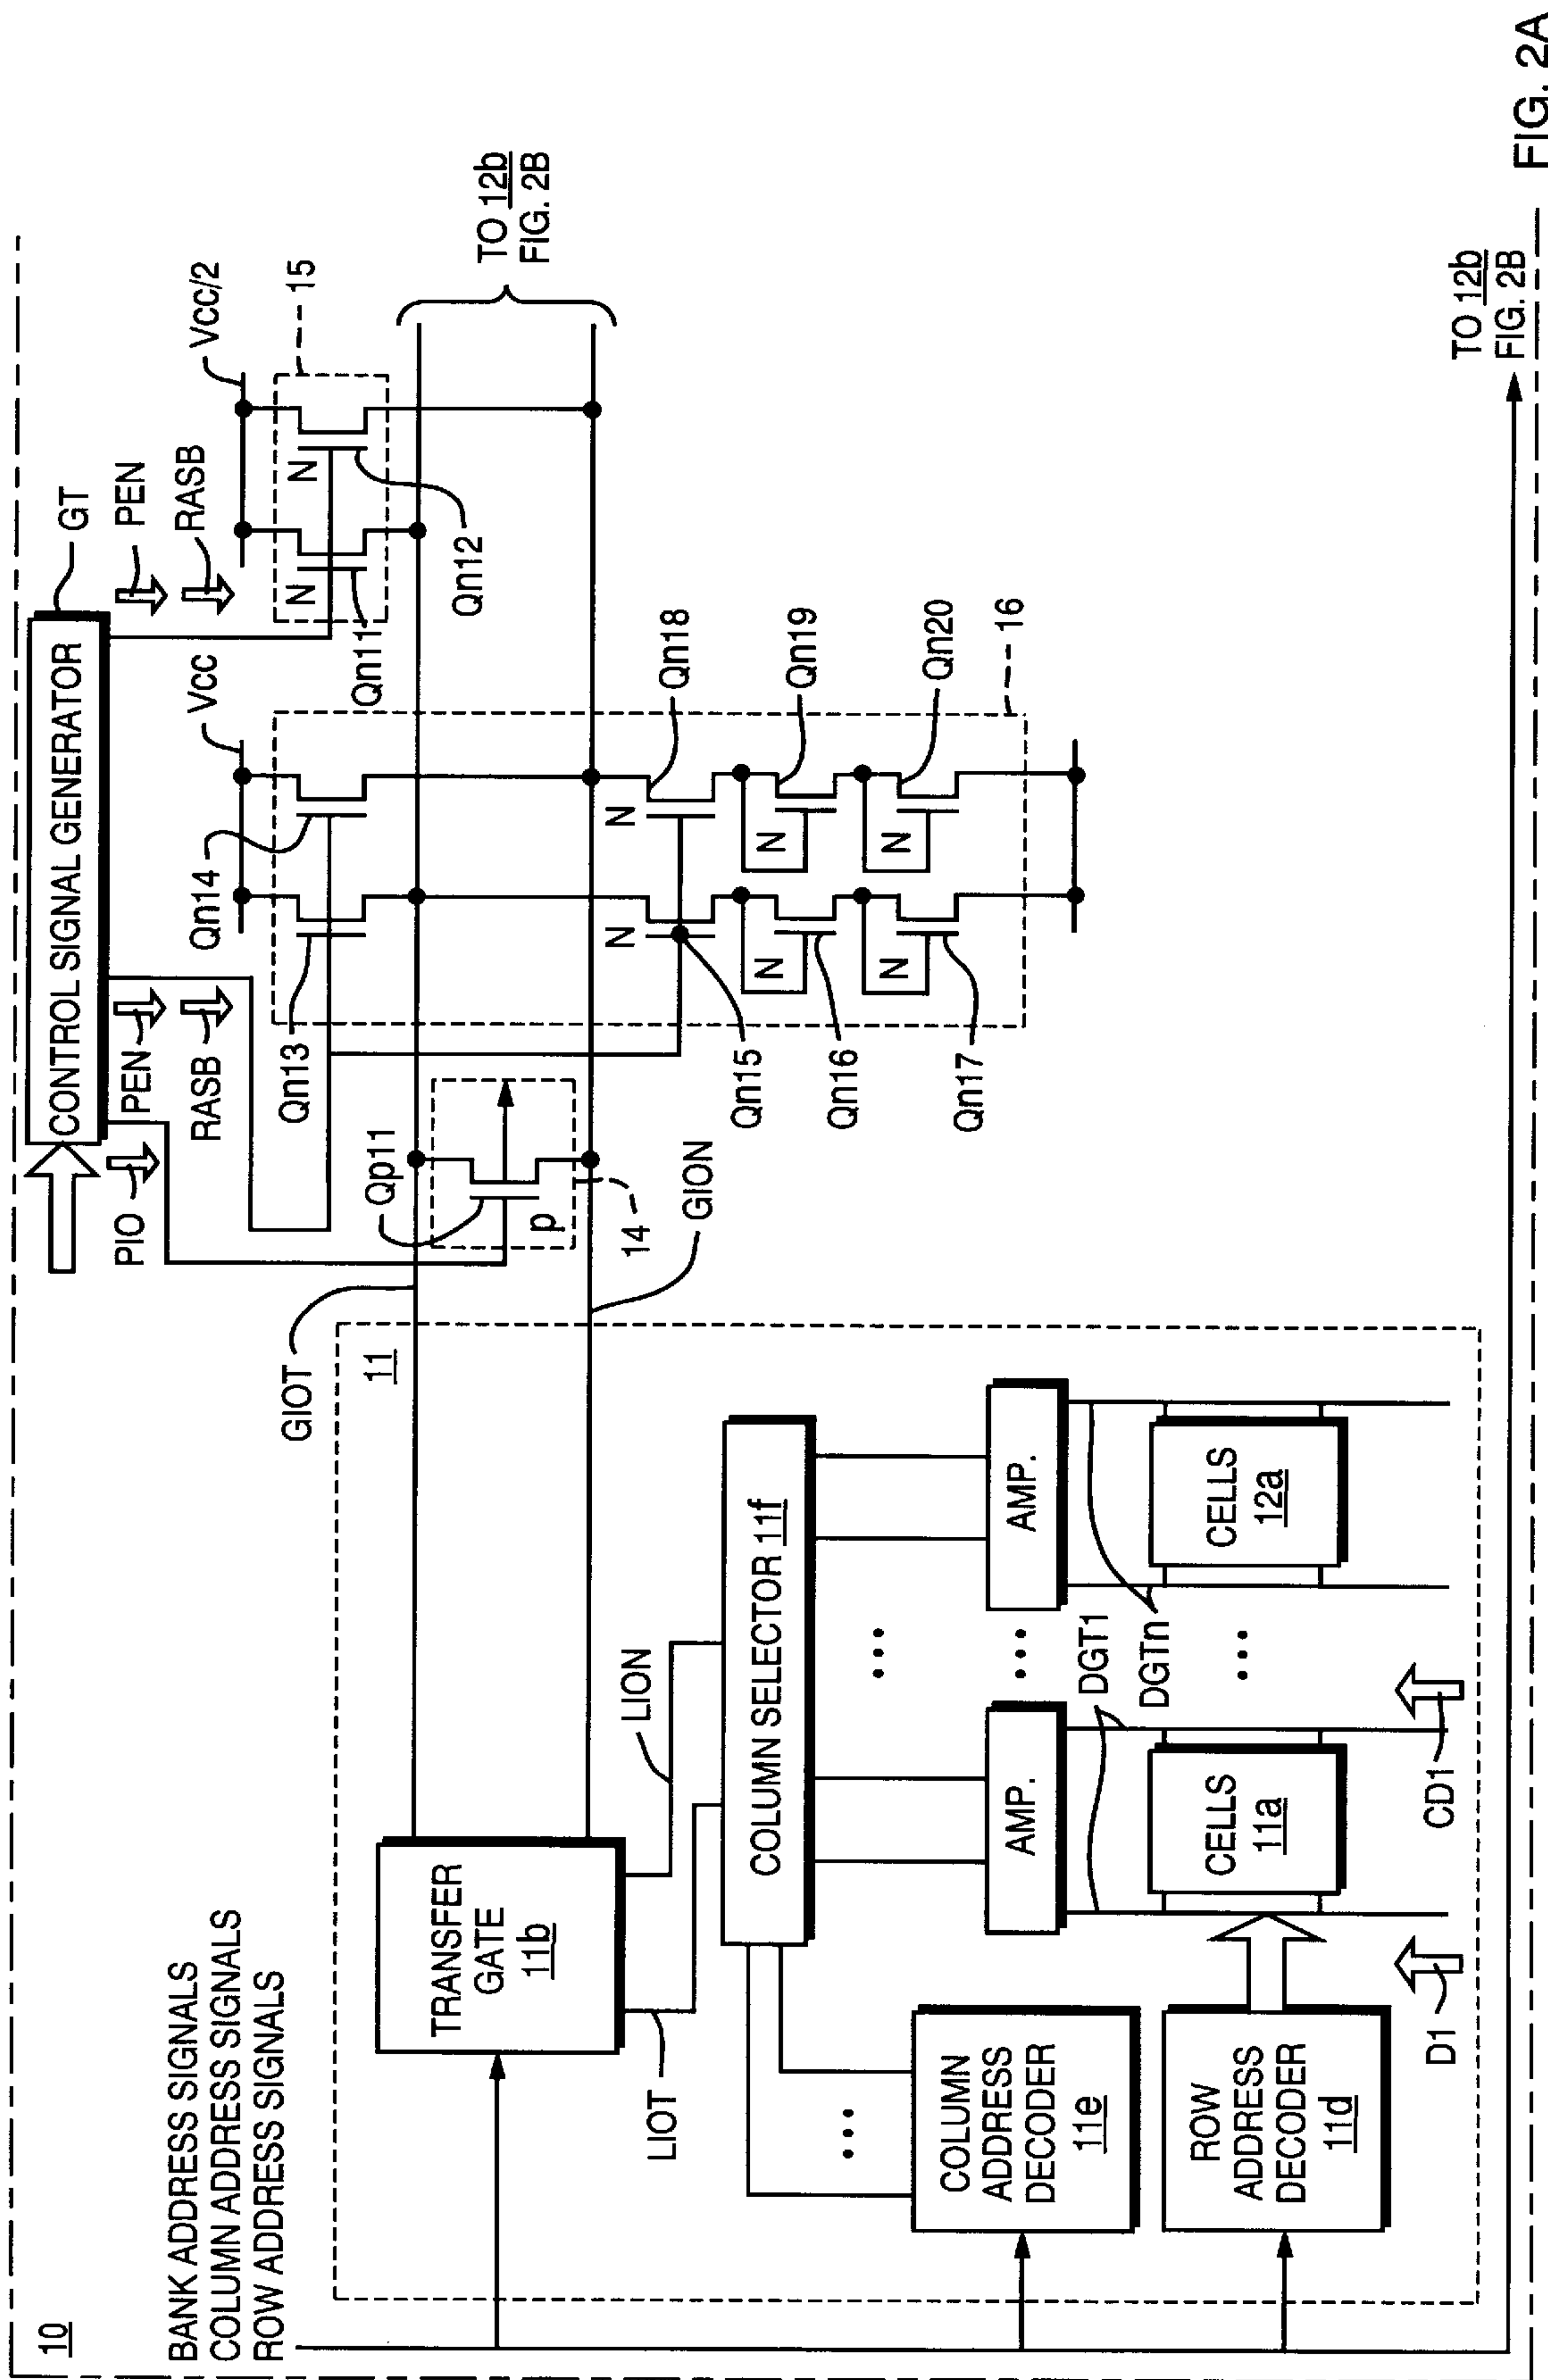 10
BANK ADDRESS SIGNALS
COLUMN ADDRESS SIGNALS
ROW ADDRESS SIGNALS
CONTROL SIGNAL GENERATOR
GT
PIO
PEN
RASB
PEN
RASB
Vcc
Vcc/2
15
Qn13
Qn14
Qn11
N
N
Qn12
GIOT
Qp11
p
14
GION
TO 12b
FIG. 2B
N
N
N
N
N
N
Qn15
Qn16
Qn17
Qn18
Qn19
Qn20
16
11
TRANSFER
GATE
11b
LIOT
LION
COLUMN SELECTOR 11f
COLUMN
ADDRESS
DECODER
11e
ROW
ADDRESS
DECODER
11d
AMP.
AMP.
DGT1
DGTn
CELLS
11a
CELLS
12a
D1
CD1
TO 12b
FIG. 2B
FIG. 2A